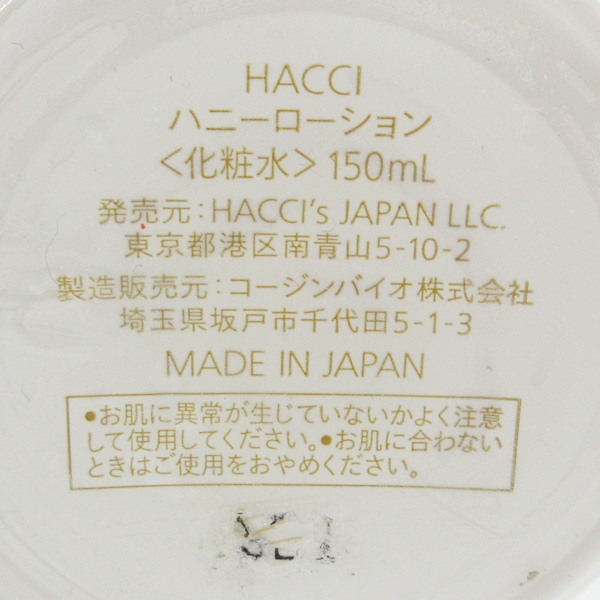 HACCI
ハニーローション
<化粧水> 150mL
発売元:HACCI's JAPAN LLC.
東京都港区南青山5-10-2
製造販売元:コージンバイオ株式会社
埼玉県坂戸市千代田5-1-3
MADE IN JAPAN
●お肌に異常が生じていないかよく注意
して使用してください。●お肌に合わない
ときはご使用をおやめください。